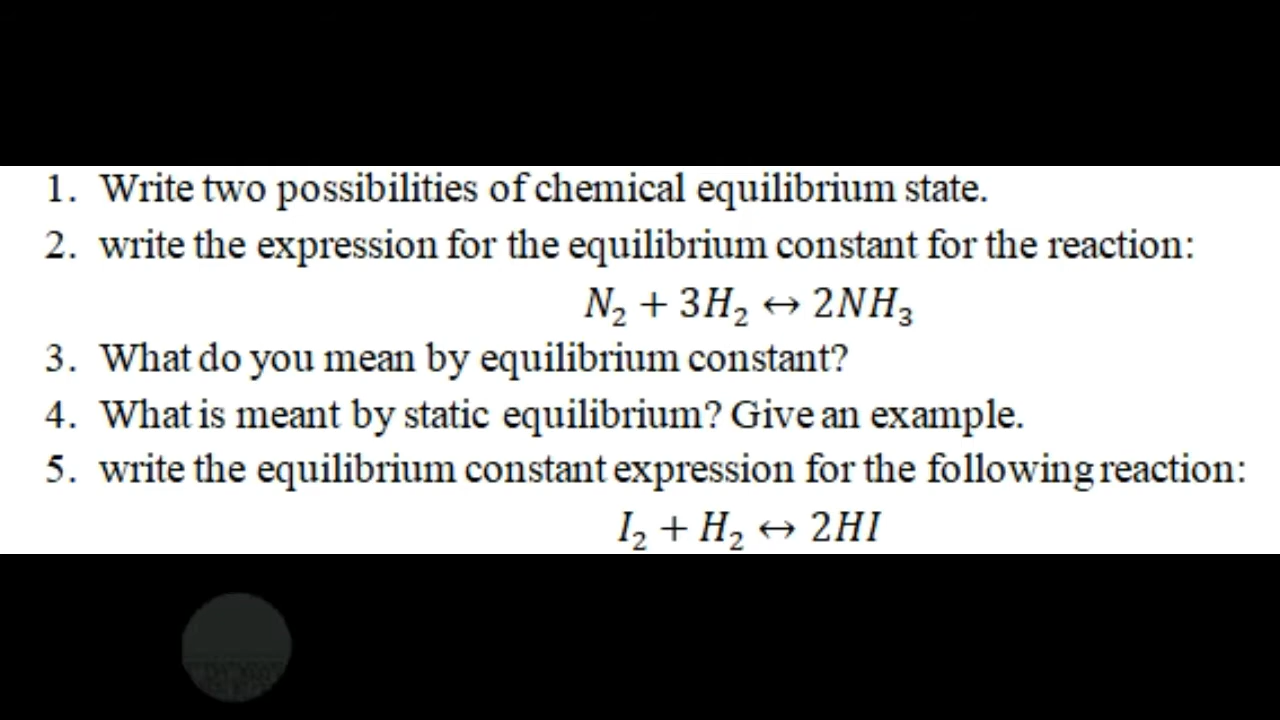 1. Write two possibilities of chemical equilibrium state.
2. write the expression for the equilibrium constant for the reaction:
N₂ + 3H₂ ↔ 2NH₃
3. What do you mean by equilibrium constant?
4. What is meant by static equilibrium? Give an example.
5. write the equilibrium constant expression for the following reaction:
I₂ + H₂ ↔ 2HI